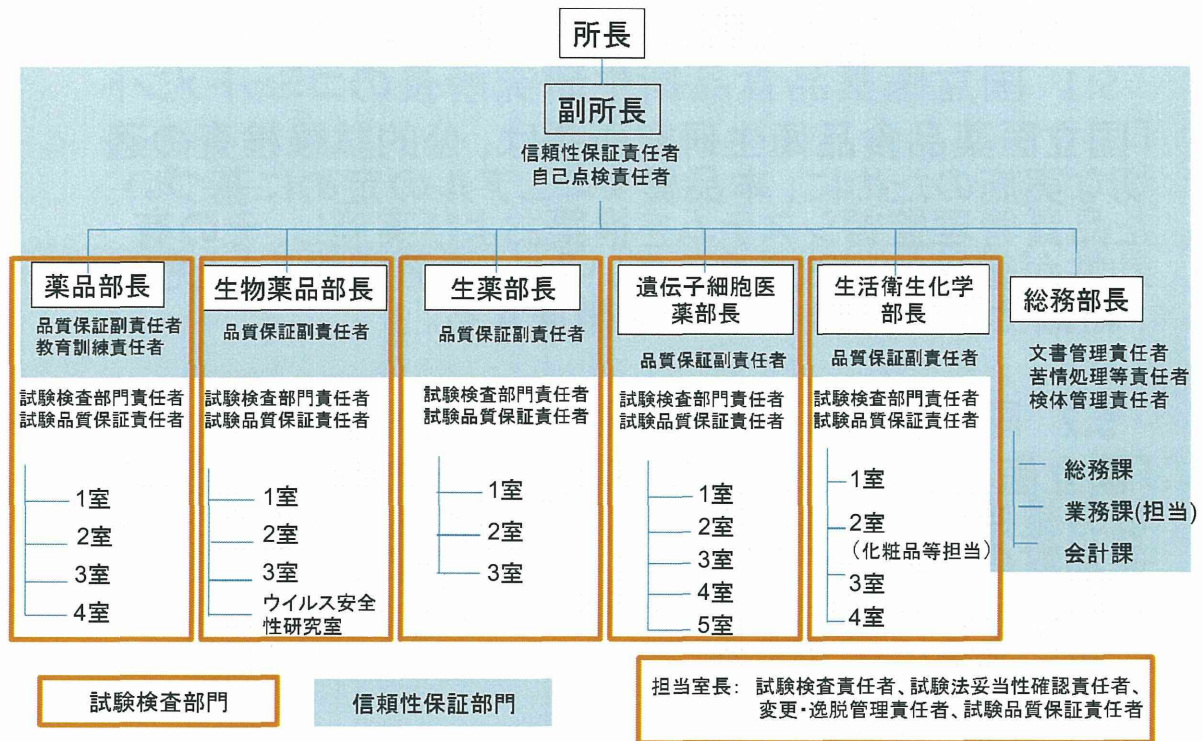 所長
副所長
信頼性保証責任者
自己点検責任者
薬品部長
品質保証副責任者
教育訓練責任者
試験検査部門責任者
試験品質保証責任者
1室
2室
3室
4室
生物薬品部長
品質保証副責任者
試験検査部門責任者
試験品質保証責任者
1室
2室
3室
ウイルス安全
性研究室
生薬部長
品質保証副責任者
試験検査部門責任者
試験品質保証責任者
1室
2室
3室
遺伝子細胞医
薬部長
品質保証副責任者
試験検査部門責任者
試験品質保証責任者
1室
2室
3室
4室
5室
生活衛生化学
部長
品質保証副責任者
試験検査部門責任者
試験品質保証責任者
1室
2室
(化粧品等担当)
3室
4室
総務部長
文書管理責任者
苦情処理等責任者
検体管理責任者
総務課
業務課(担当)
会計課
試験検査部門
信頼性保証部門
担当室長: 試験検査責任者、試験法妥当性確認責任者、
変更・逸脱管理責任者、試験品質保証責任者